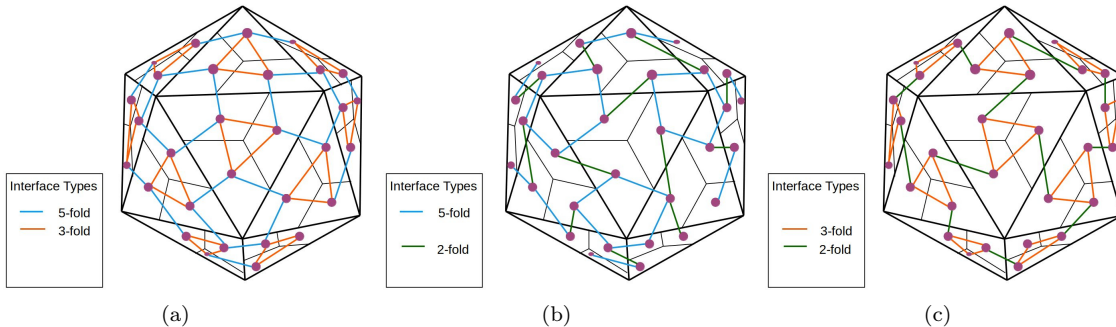 Interface Types
5-fold
3-fold
Interface Types
5-fold
2-fold
Interface Types
3-fold
2-fold
(a)
(b)
(c)